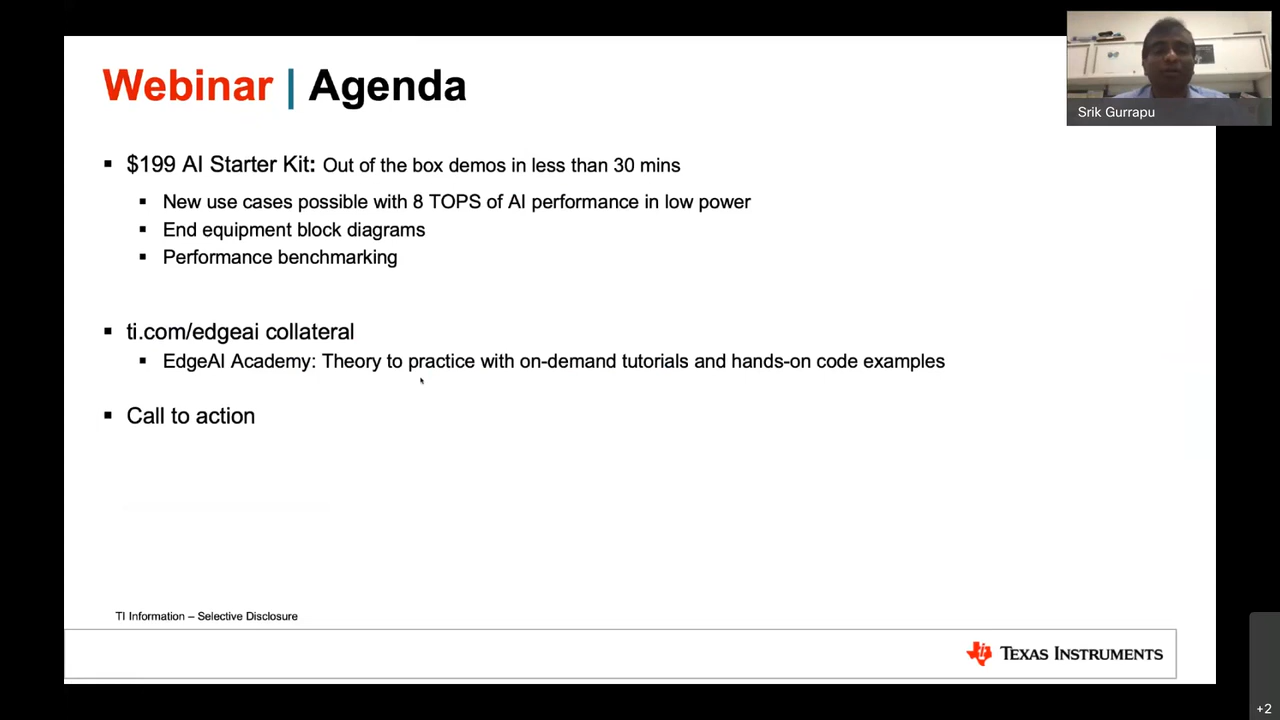 Webinar | Agenda
Srik Gurrapu
▪ $199 AI Starter Kit: Out of the box demos in less than 30 mins
▪ New use cases possible with 8 TOPS of AI performance in low power
▪ End equipment block diagrams
▪ Performance benchmarking
▪ ti.com/edgeai collateral
▪ EdgeAI Academy: Theory to practice with on-demand tutorials and hands-on code examples
▪ Call to action
TI Information – Selective Disclosure
TEXAS INSTRUMENTS
+2